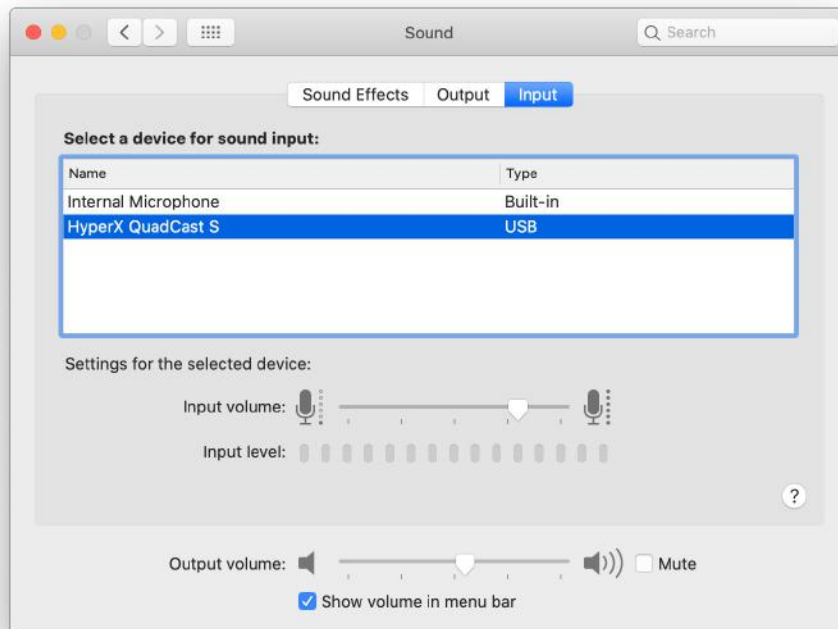 Sound
Search
Sound Effects Output Input
Select a device for sound input:
Name Type
Internal Microphone Built-in
HyperX QuadCast S USB
Settings for the selected device:
Input volume:
Input level:
?
Output volume: Mute
Show volume in menu bar